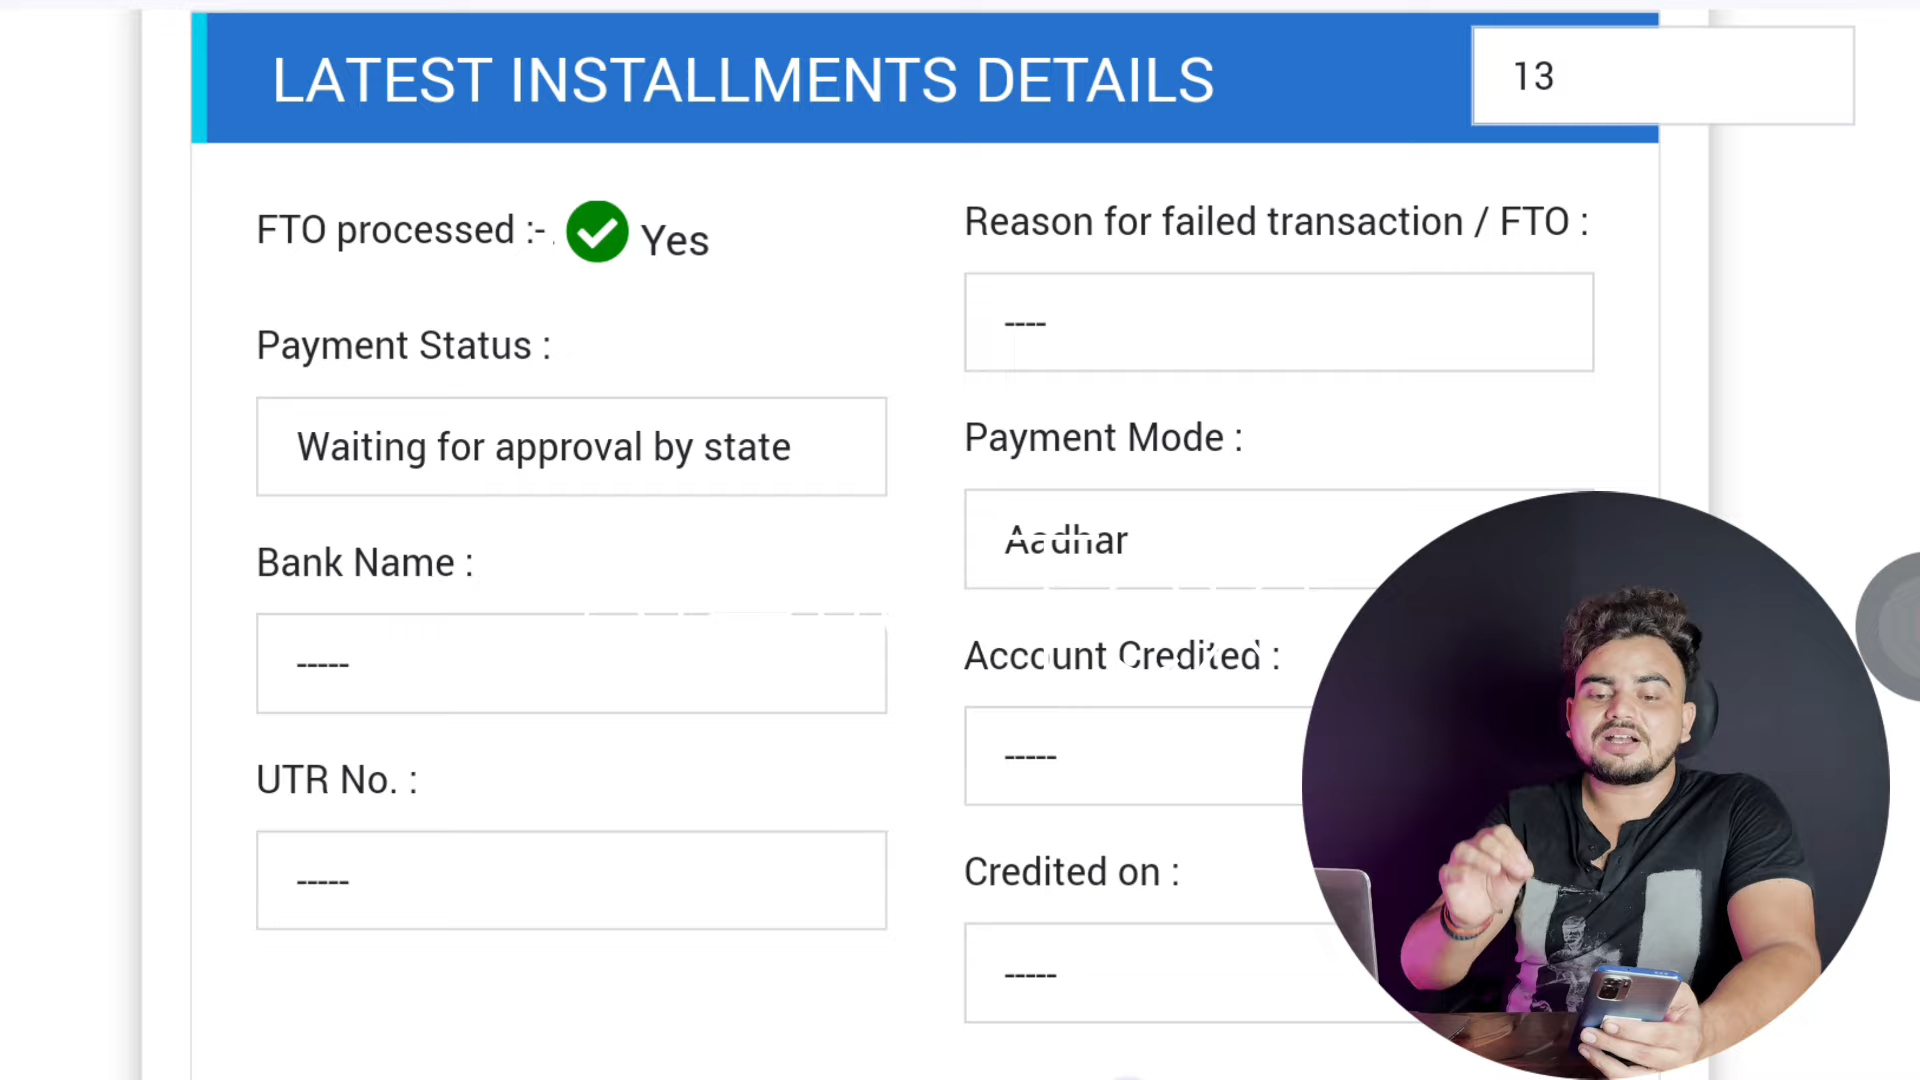 LATEST INSTALLMENTS DETAILS
13
FTO processed :- . Yes
Reason for failed transaction / FTO :
----
Payment Status :
Waiting for approval by state
Payment Mode :
Aadhar
Bank Name :
-----
Account Credited :
-----
UTR No. :
-----
Credited on :
-----